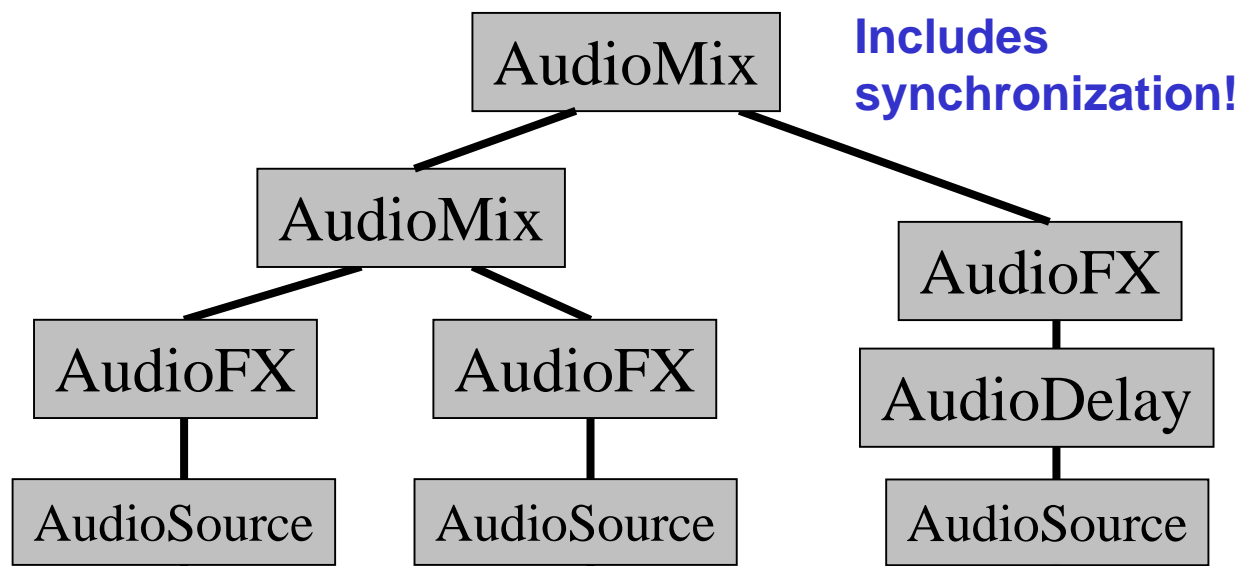 AudioMix
Includes
synchronization!
AudioMix
AudioFX
AudioFX
AudioFX
AudioDelay
AudioSource
AudioSource
AudioSource